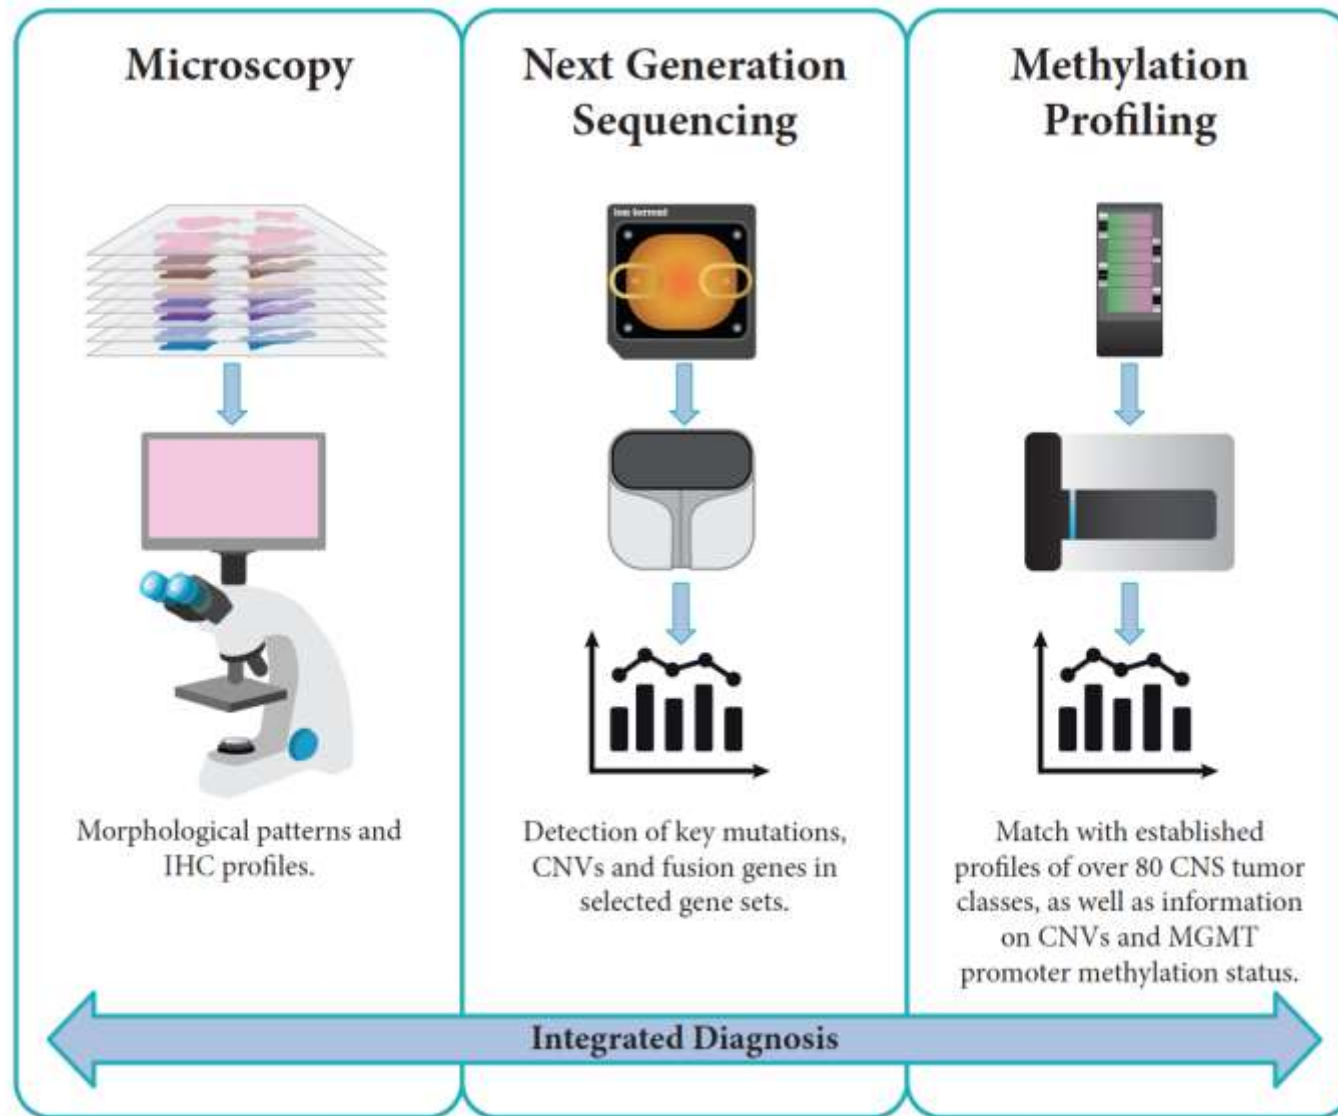 Microscopy
Next Generation
Sequencing
Methylation
Profiling
ion torrent
Morphological patterns and
IHC profiles.
Detection of key mutations,
CNVs and fusion genes in
selected gene sets.
Match with established
profiles of over 80 CNS tumor
classes, as well as information
on CNVs and MGMT
promoter methylation status.
Integrated Diagnosis